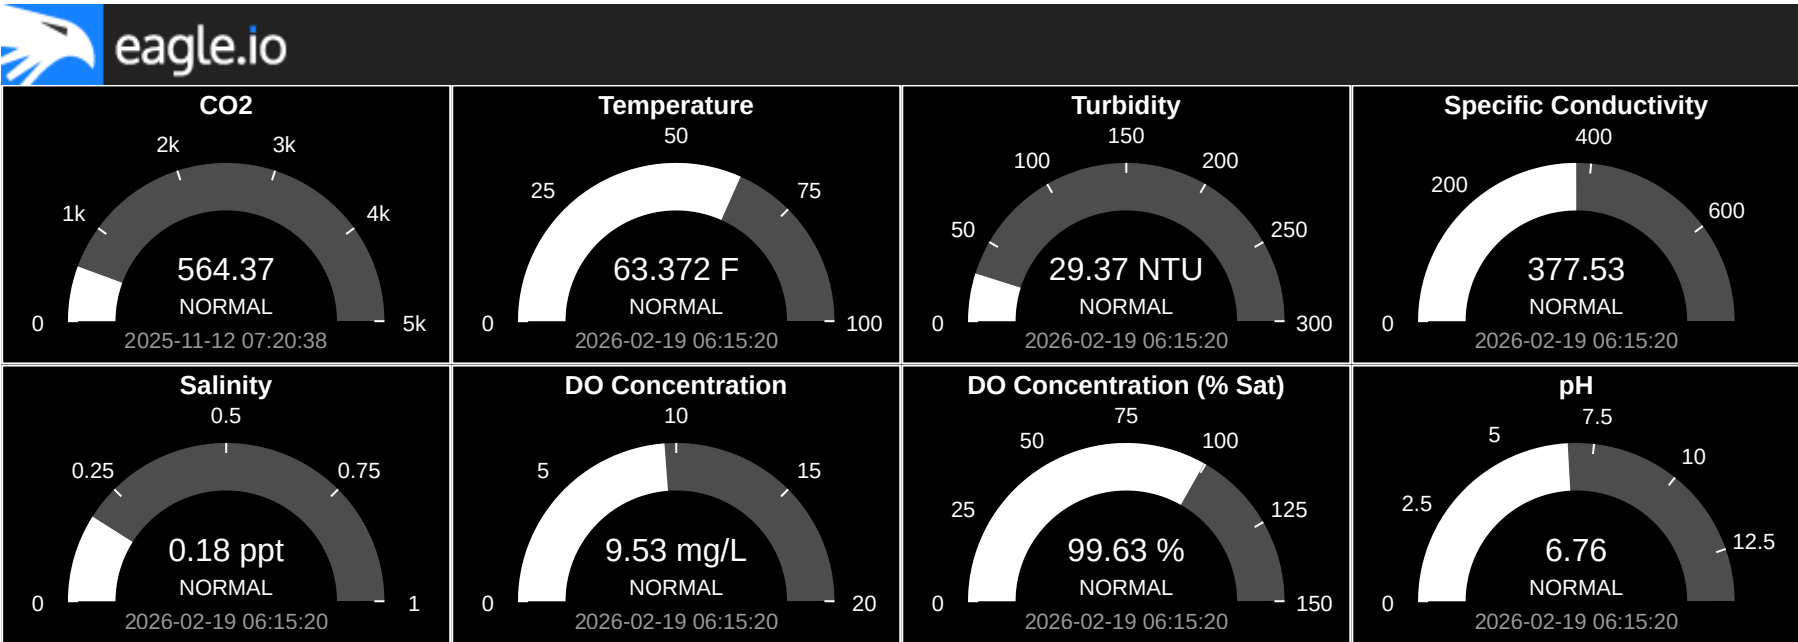 eagle.io
CO2
2k
3k
1k
4k
564.37
NORMAL
0
5k
2025-11-12 07:20:38
Temperature
50
25
75
63.372 F
NORMAL
0
100
2026-02-19 06:15:20
Turbidity
150
100
200
50
250
29.37 NTU
NORMAL
0
300
2026-02-19 06:15:20
Specific Conductivity
400
200
600
377.53
NORMAL
0
2026-02-19 06:15:20
Salinity
0.5
0.25
0.75
0.18 ppt
NORMAL
0
1
2026-02-19 06:15:20
DO Concentration
10
5
15
9.53 mg/L
NORMAL
0
20
2026-02-19 06:15:20
DO Concentration (% Sat)
75
50
100
25
125
99.63 %
NORMAL
0
150
2026-02-19 06:15:20
pH
7.5
5
10
2.5
12.5
6.76
NORMAL
0
2026-02-19 06:15:20